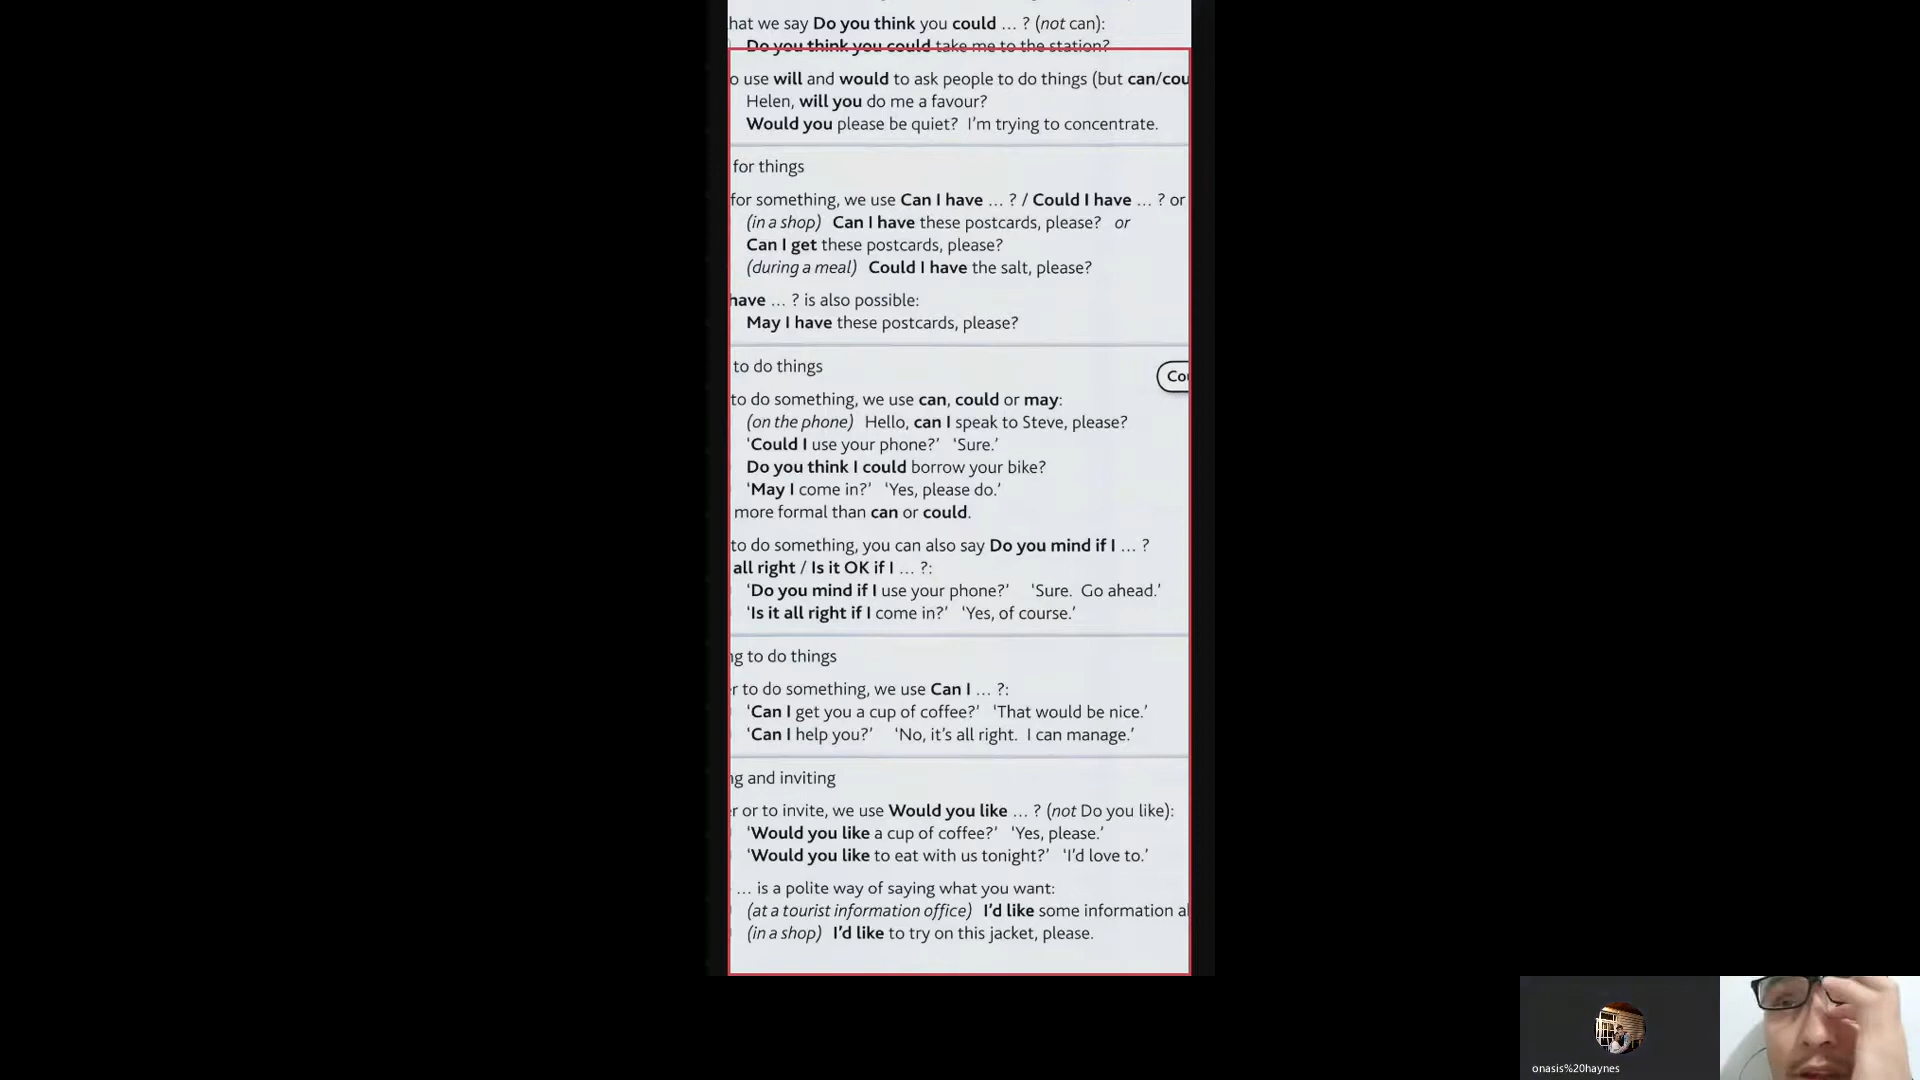 hat we say Do you think you could … ? (not can):
Do you think you could take me to the station?
o use will and would to ask people to do things (but can/cou
Helen, will you do me a favour?
Would you please be quiet? I'm trying to concentrate.
for things
for something, we use Can I have … ? / Could I have … ? or
(in a shop) Can I have these postcards, please? or
Can I get these postcards, please?
(during a meal) Could I have the salt, please?
have … ? is also possible:
May I have these postcards, please?
to do things
Cou
to do something, we use can, could or may:
(on the phone) Hello, can I speak to Steve, please?
‘Could I use your phone?’ ‘Sure.’
Do you think I could borrow your bike?
‘May I come in?’ ‘Yes, please do.’
more formal than can or could.
to do something, you can also say Do you mind if I … ?
all right / Is it OK if I … ?:
‘Do you mind if I use your phone?’ ‘Sure. Go ahead.’
‘Is it all right if I come in?’ ‘Yes, of course.’
ng to do things
er to do something, we use Can I … ?:
‘Can I get you a cup of coffee?’ ‘That would be nice.’
‘Can I help you?’ ‘No, it's all right. I can manage.’
ng and inviting
er or to invite, we use Would you like … ? (not Do you like):
‘Would you like a cup of coffee?’ ‘Yes, please.’
‘Would you like to eat with us tonight?’ ‘I'd love to.’
… is a polite way of saying what you want:
(at a tourist information office) I'd like some information a
(in a shop) I'd like to try on this jacket, please.
onasis%20haynes